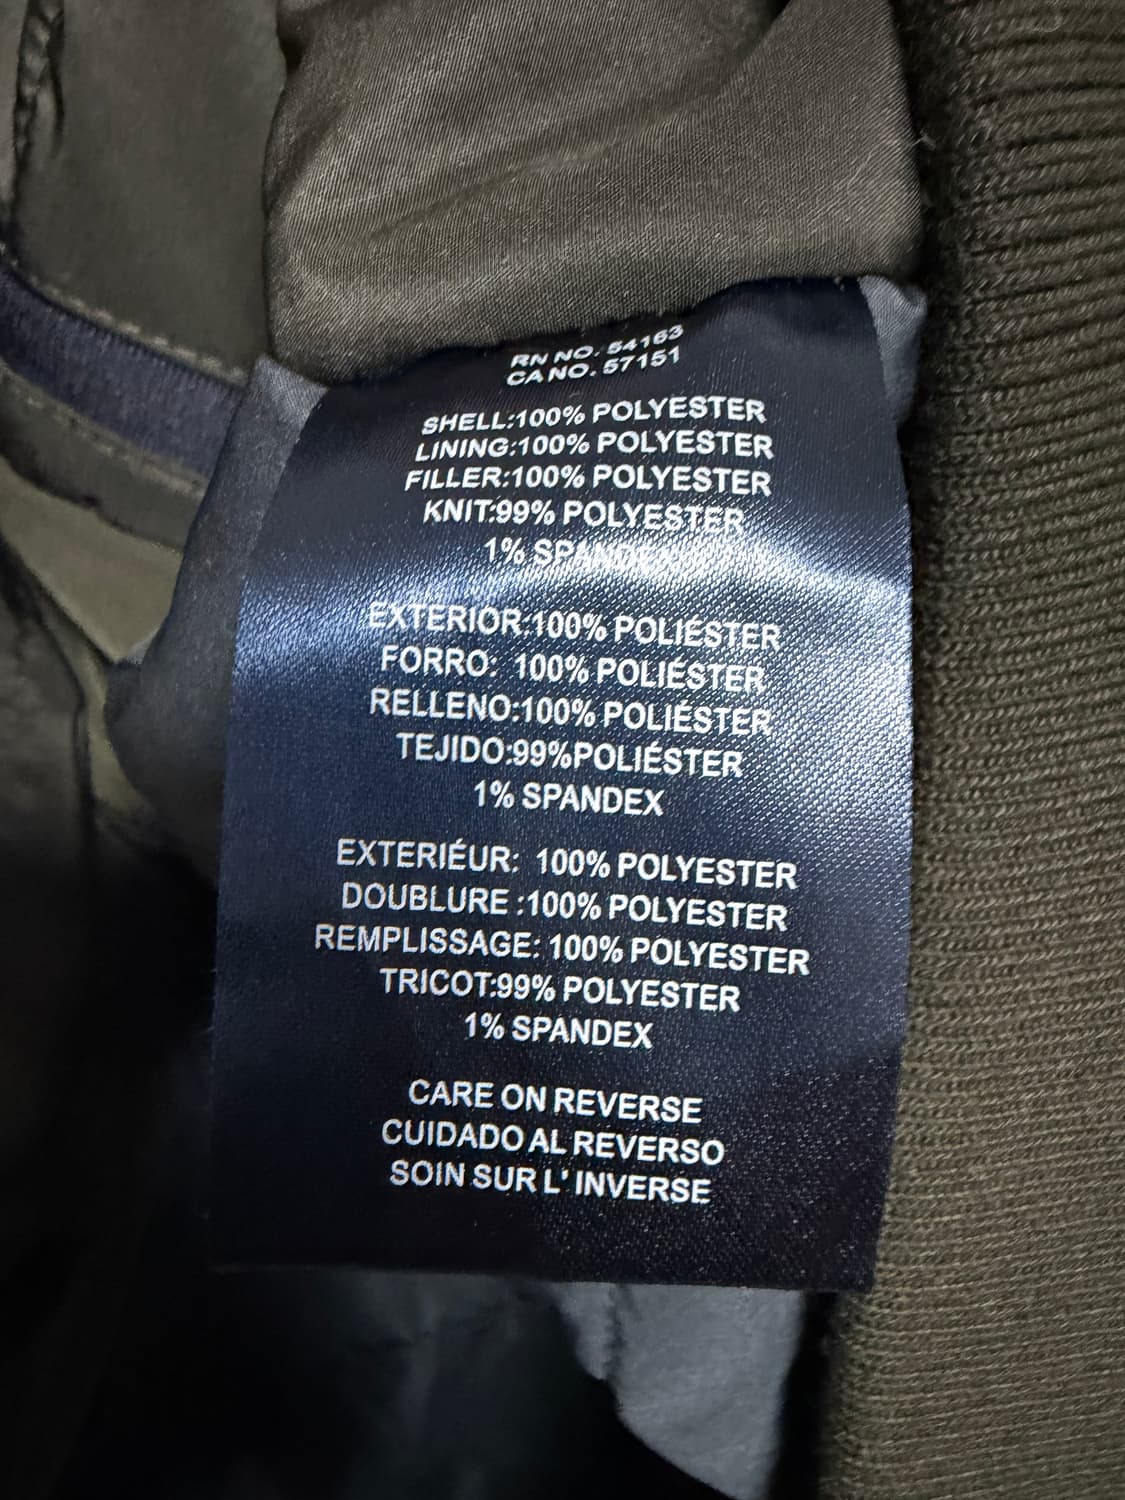 RN NO. 54163
CA NO. 57151
SHELL:100% POLYESTER
LINING:100% POLYESTER
FILLER:100% POLYESTER
KNIT:99% POLYESTER
1% SPANDEX
EXTERIOR:100% POLIÉSTER
FORRO: 100% POLIÉSTER
RELLENO:100% POLIÉSTER
TEJIDO:99%POLIÉSTER
1% SPANDEX
EXTERIÉUR: 100% POLYESTER
DOUBLURE :100% POLYESTER
REMPLISSAGE: 100% POLYESTER
TRICOT:99% POLYESTER
1% SPANDEX
CARE ON REVERSE
CUIDADO AL REVERSO
SOIN SUR L' INVERSE